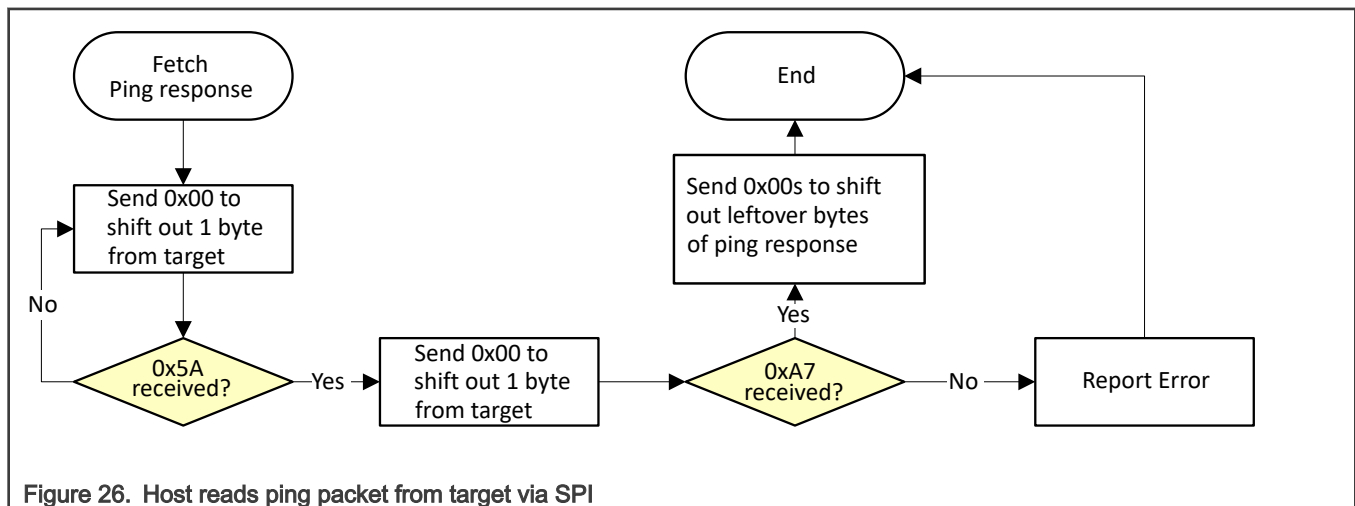 Fetch
Ping response
End
Send 0x00 to
shift out 1 byte
from target
Send 0x00s to shift
out leftover bytes
of ping response
No
Yes
0x5A
received?
Yes
Send 0x00 to
shift out 1 byte
from target
0xA7
received?
No
Report Error
Figure 26. Host reads ping packet from target via SPI